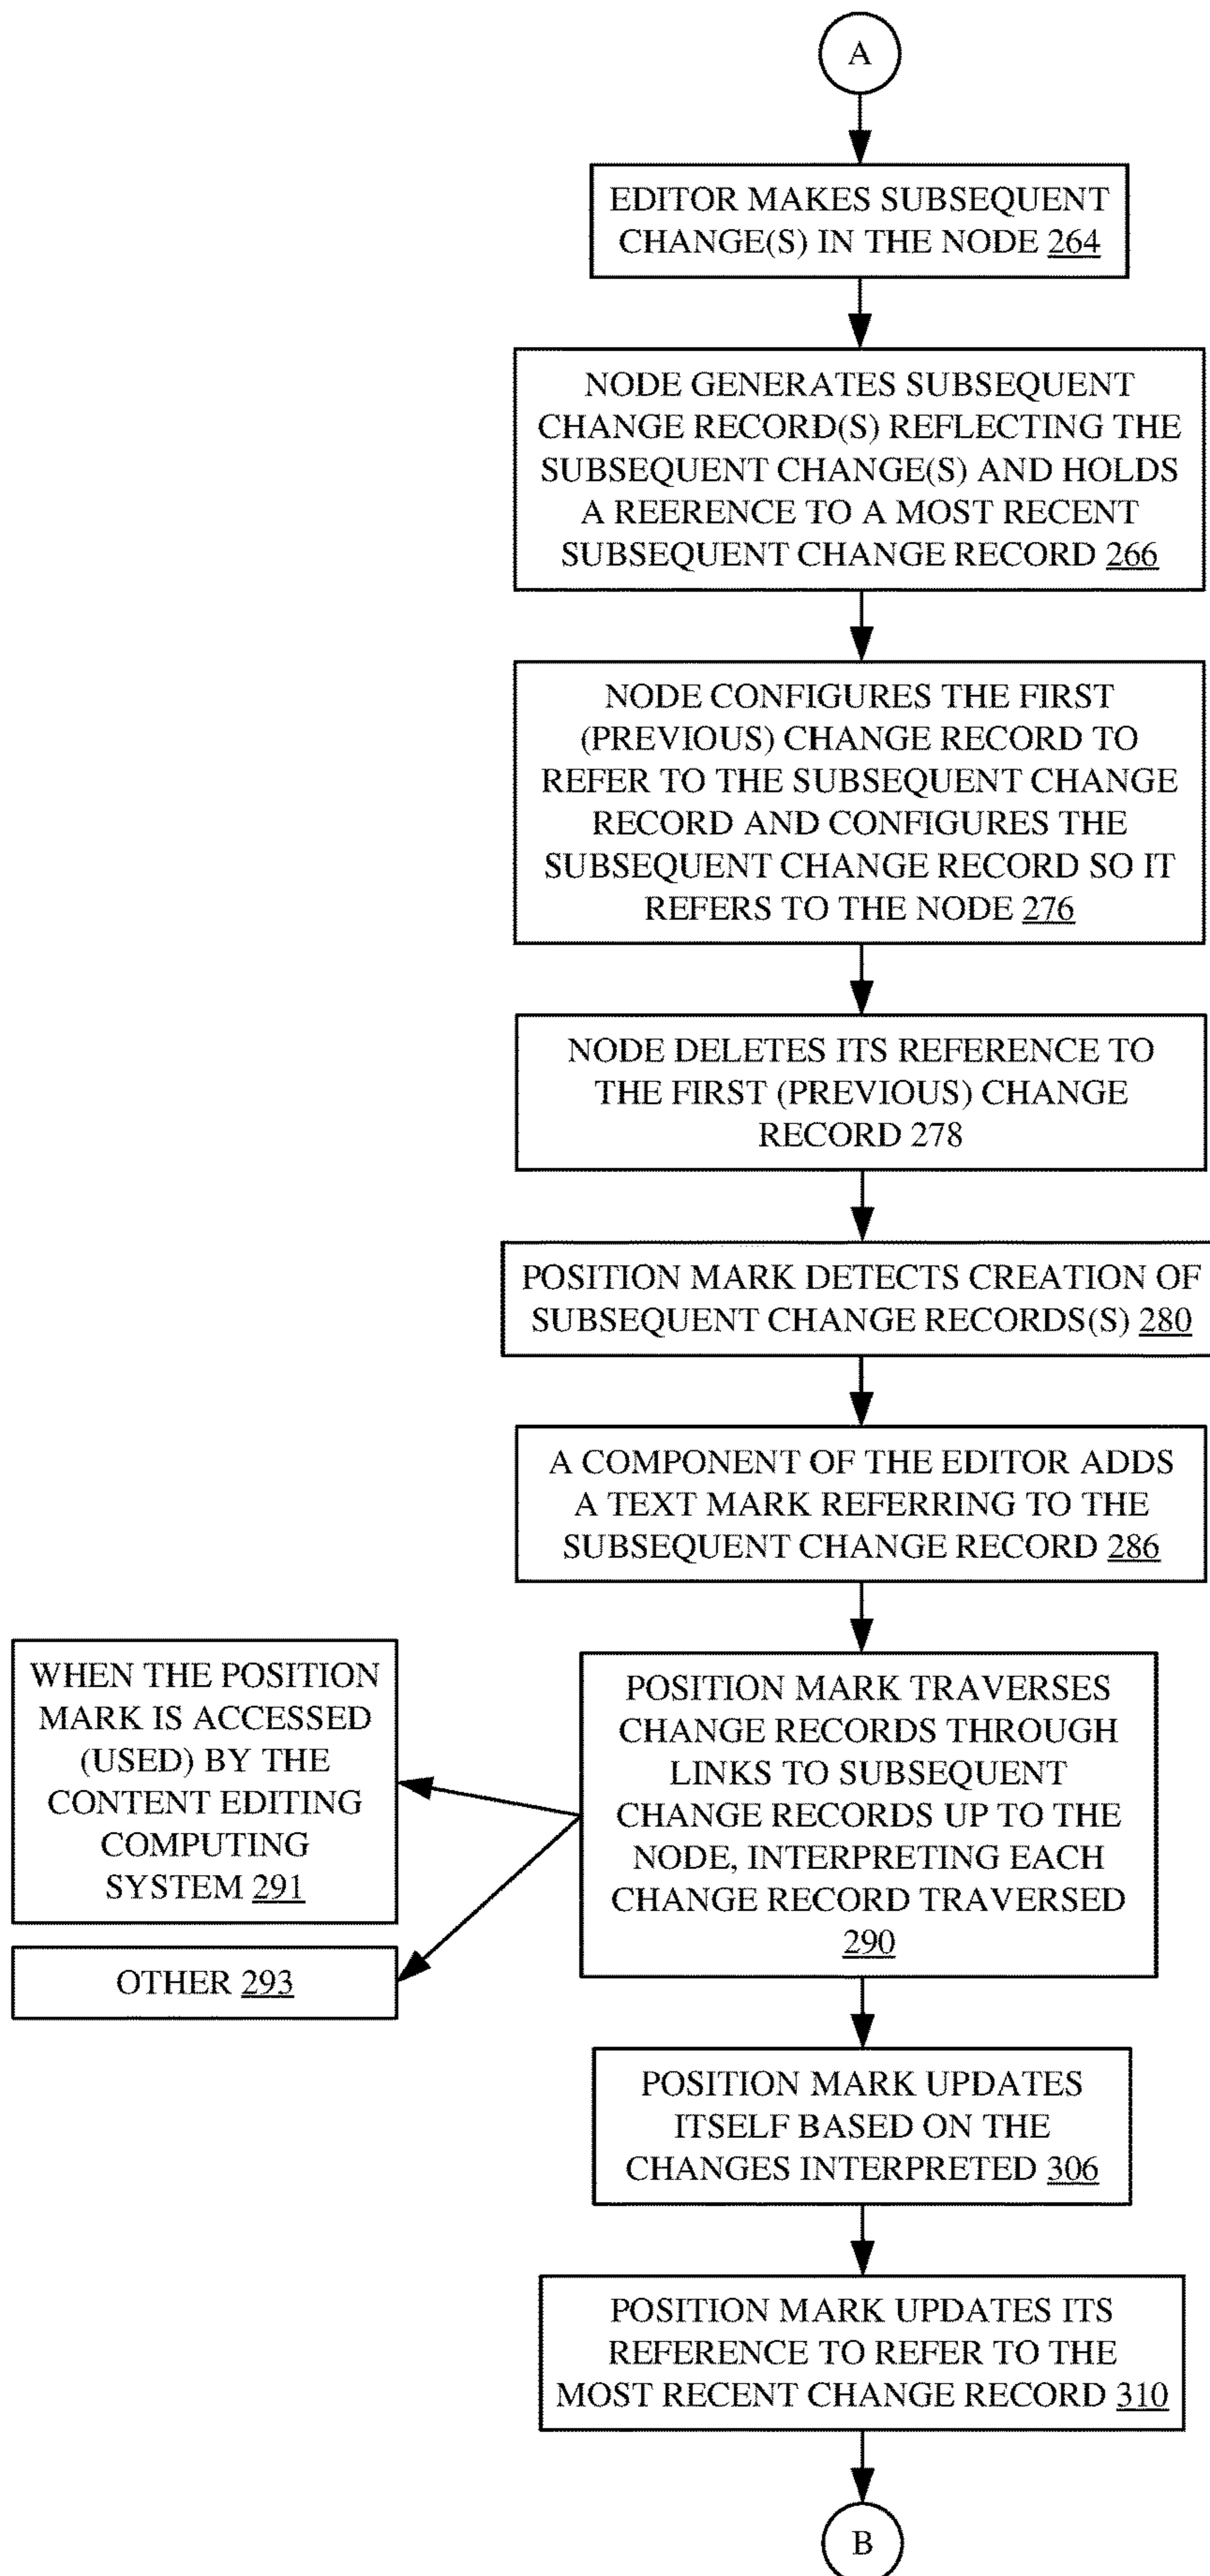 A
EDITOR MAKES SUBSEQUENT
CHANGE(S) IN THE NODE 264
NODE GENERATES SUBSEQUENT
CHANGE RECORD(S) REFLECTING THE
SUBSEQUENT CHANGE(S) AND HOLDS
A REERENCE TO A MOST RECENT
SUBSEQUENT CHANGE RECORD 266
NODE CONFIGURES THE FIRST
(PREVIOUS) CHANGE RECORD TO
REFER TO THE SUBSEQUENT CHANGE
RECORD AND CONFIGURES THE
SUBSEQUENT CHANGE RECORD SO IT
REFERS TO THE NODE 276
NODE DELETES ITS REFERENCE TO
THE FIRST (PREVIOUS) CHANGE
RECORD 278
POSITION MARK DETECTS CREATION OF
SUBSEQUENT CHANGE RECORDS(S) 280
A COMPONENT OF THE EDITOR ADDS
A TEXT MARK REFERRING TO THE
SUBSEQUENT CHANGE RECORD 286
POSITION MARK TRAVERSES
CHANGE RECORDS THROUGH
LINKS TO SUBSEQUENT
CHANGE RECORDS UP TO THE
NODE, INTERPRETING EACH
CHANGE RECORD TRAVERSED
290
WHEN THE POSITION
MARK IS ACCESSED
(USED) BY THE
CONTENT EDITING
COMPUTING
SYSTEM 291
OTHER 293
POSITION MARK UPDATES
ITSELF BASED ON THE
CHANGES INTERPRETED 306
POSITION MARK UPDATES ITS
REFERENCE TO REFER TO THE
MOST RECENT CHANGE RECORD 310
B